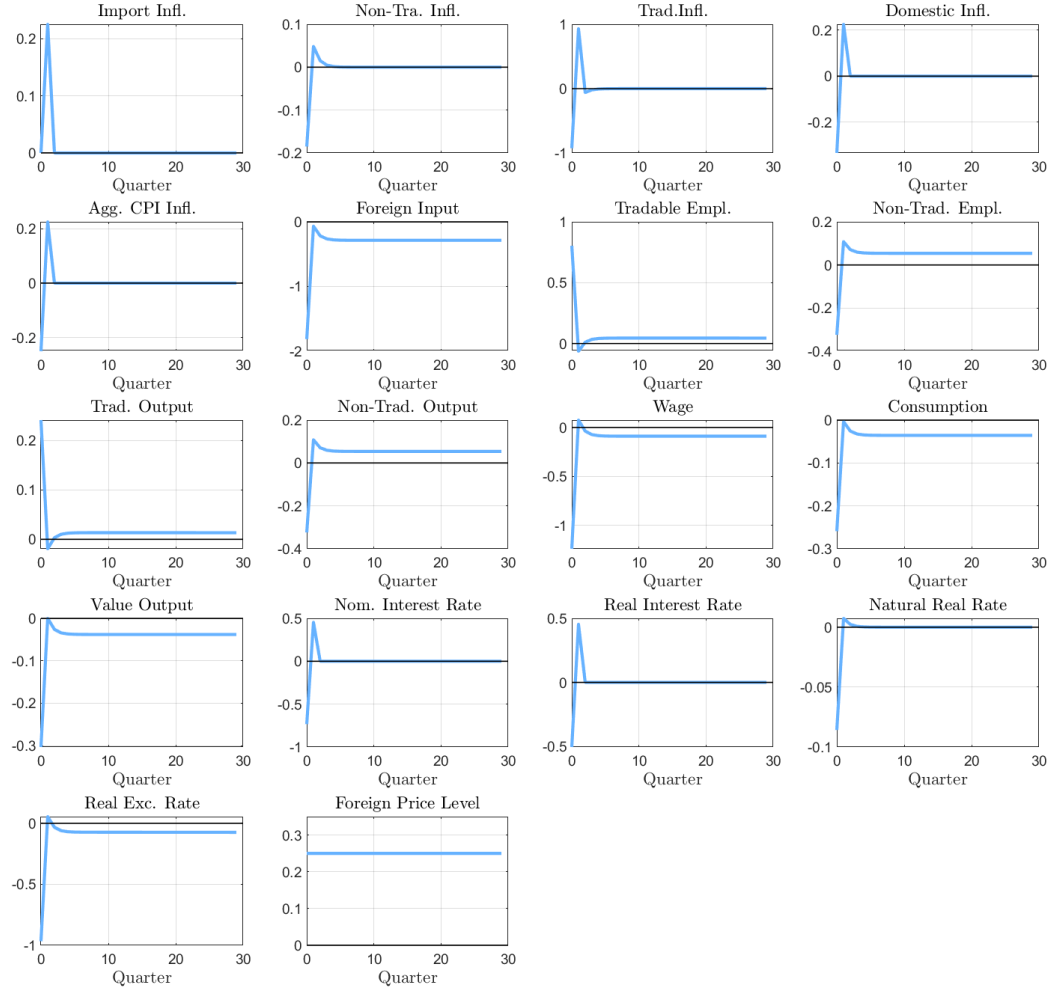 Import Infl.
0.2
0.1
0
0 10 20 30
Quarter
Non-Tra. Infl.
0.1
0
-0.1
-0.2
0 10 20 30
Quarter
Trad.Infl.
1
0
-1
0 10 20 30
Quarter
Domestic Infl.
0.2
0
-0.2
0 10 20 30
Quarter
Agg. CPI Infl.
0.2
0
-0.2
0 10 20 30
Quarter
Foreign Input
0
-1
-2
0 10 20 30
Quarter
Tradable Empl.
1
0.5
0
0 10 20 30
Quarter
Non-Trad. Empl.
0.2
0
-0.2
-0.4
0 10 20 30
Quarter
Trad. Output
0.2
0.1
0
0 10 20 30
Quarter
Non-Trad. Output
0.2
0
-0.2
-0.4
0 10 20 30
Quarter
Wage
0
-0.5
-1
0 10 20 30
Quarter
Consumption
0
-0.1
-0.2
-0.3
0 10 20 30
Quarter
Value Output
0
-0.1
-0.2
-0.3
0 10 20 30
Quarter
Nom. Interest Rate
0.5
0
-0.5
-1
0 10 20 30
Quarter
Real Interest Rate
0.5
0
-0.5
0 10 20 30
Quarter
Natural Real Rate
0
-0.05
-0.1
0 10 20 30
Quarter
Real Exc. Rate
0
-0.5
-1
0 10 20 30
Quarter
Foreign Price Level
0.3
0.2
0.1
0
0 10 20 30
Quarter